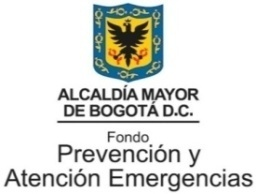 ALCALDÍA MAYOR
DE BOGOTÁ D.C.
Fondo
Prevención y
Atención Emergencias